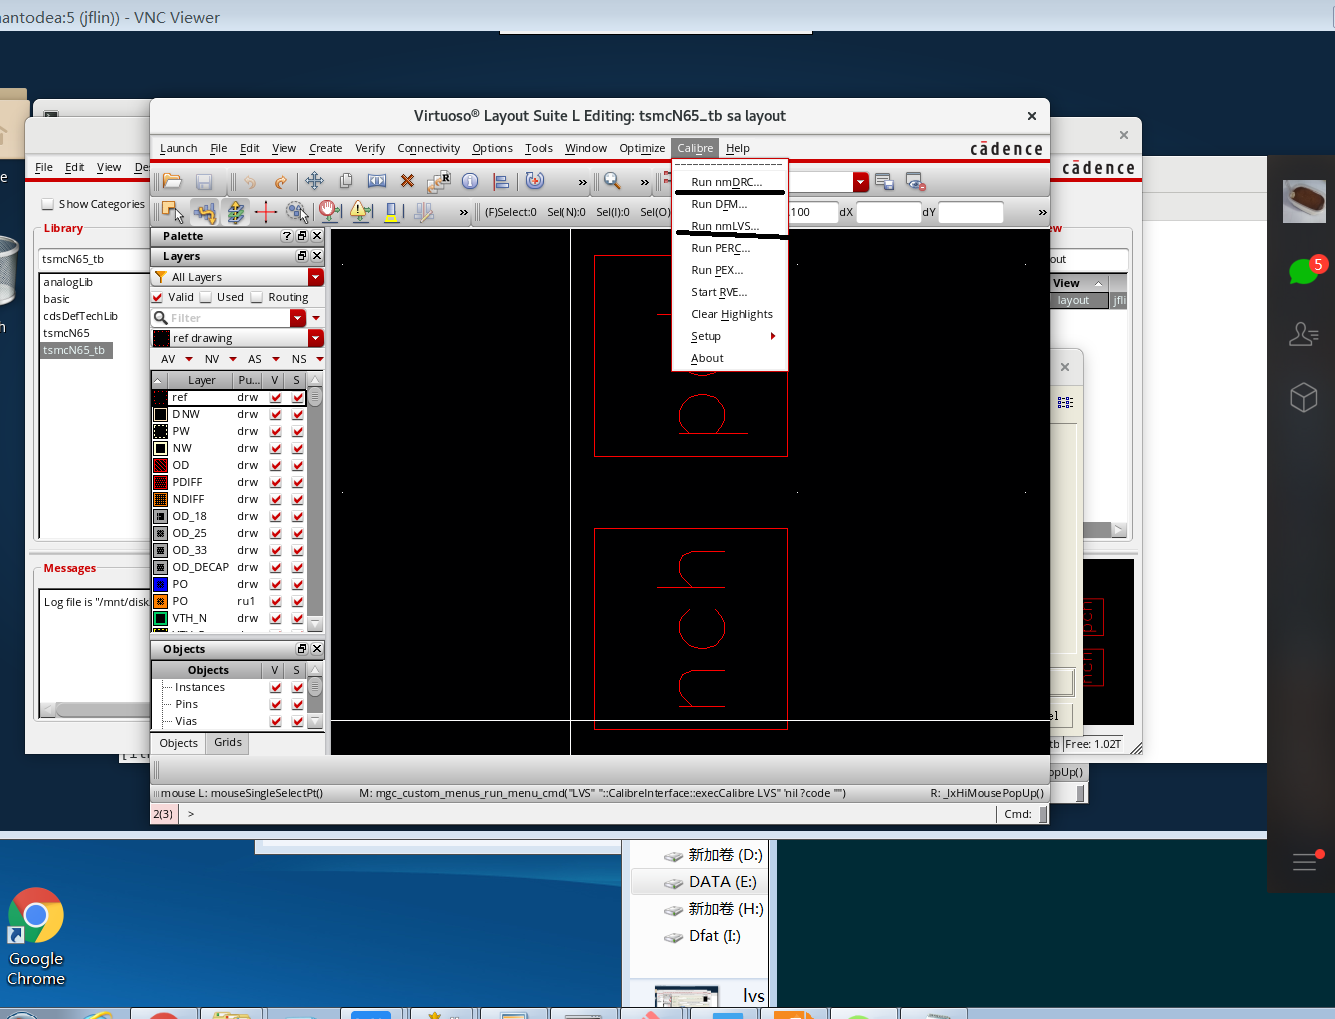 antodea:5 (jflin)) - VNC Viewer
Virtuoso® Layout Suite L Editing: tsmcN65_tb sa layout
Launch File Edit View Create Verify Connectivity Options Tools Window Optimize Calibre Help
cādence
File Edit View De
cādence
Run nmDRC...
Run DFM...
Run nmLVS...
Run PERC...
Run PEX...
Start RVE...
Clear Highlights
Setup
About
(F)Select:0 Sel(N):0 Sel(I):0 Sel(O)
.100 dX dY
Show Categories
Library
tsmcN65_tb
analogLib
basic
cdsDefTechLib
tsmcN65
tsmcN65_tb
Messages
Log file is "/mnt/disk
Palette
Layers
All Layers
Valid Used Routing
Filter
ref drawing
AV NV AS NS
Layer Pu... V S
ref drw
DNW drw
PW drw
NW drw
OD drw
PDIFF drw
NDIFF drw
OD_18 drw
OD_25 drw
OD_33 drw
OD_DECAP drw
PO drw
PO ru1
VTH_N drw
Objects
Objects V S
Instances
Pins
Vias
Objects Grids
nch
ew
out
View
layout jfli
pch
nch
el
tb Free: 1.02T
opUp()
mouse L: mouseSingleSelectPt() M: mgc_custom_menus_run_menu_cmd("LVS" "::CalibreInterface::execCalibre LVS" 'nil ?code "") R: _lxHiMousePopUp()
2(3) > Cmd:
5
新加卷 (D:)
DATA (E:)
新加卷 (H:)
Dfat (I:)
lvs
Google
Chrome